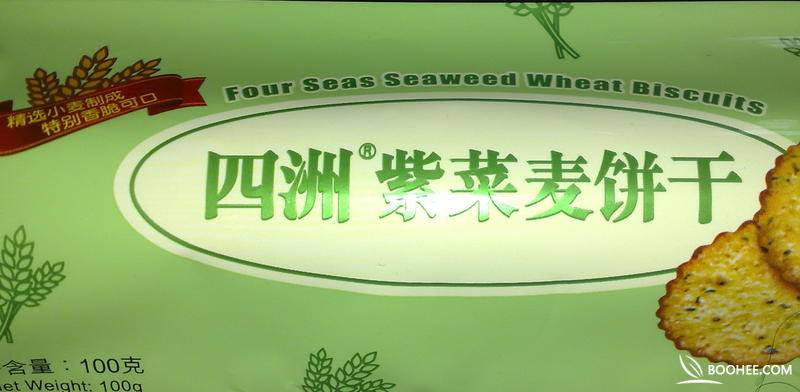 Four Seas Seaweed Wheat Biscuits
精选小麦制成
特别香脆可口
四洲®紫菜麦饼干
含量：100克
et Weight: 100g
BOOHEE.COM